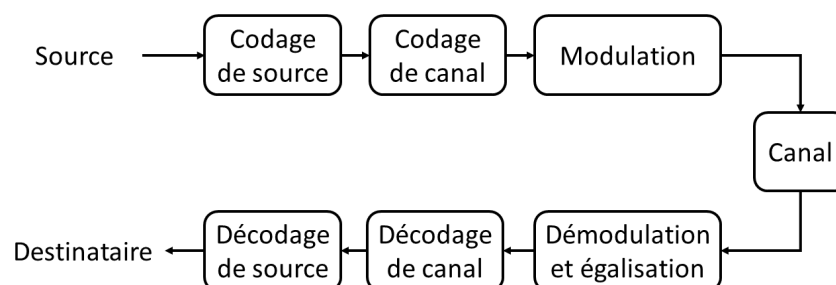 Source
Codage
de source
Codage
de canal
Modulation
Canal
Destinataire
Décodage
de source
Décodage
de canal
Démodulation
et égalisation